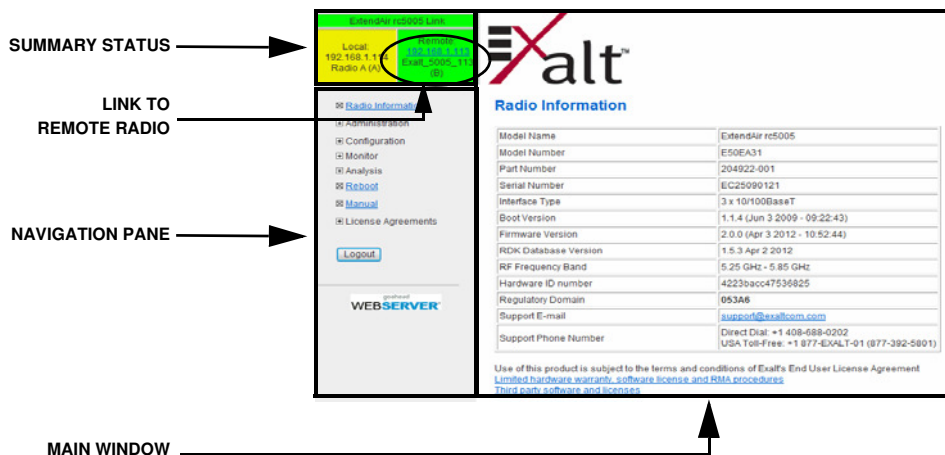 SUMMARY STATUS
LINK TO
REMOTE RADIO
NAVIGATION PANE
MAIN WINDOW
ExtendAir rc5005 Link
Local:
192.168.1.114
Radio A (A)
Remote:
192.168.1.113
Exalt_5005_113
(B)
Radio Information
Administration
Configuration
Monitor
Analysis
Reboot
Manual
License Agreements
Logout
goahead
WEBSERVER
Exalt™
Radio Information
Model Name ExtendAir rc5005
Model Number E50EA31
Part Number 204922-001
Serial Number EC25090121
Interface Type 3 x 10/100BaseT
Boot Version 1.1.4 (Jun 3 2009 - 09:22:43)
Firmware Version 2.0.0 (Apr 3 2012 - 10:52:44)
RDK Database Version 1.5.3 Apr 2 2012
RF Frequency Band 5.25 GHz - 5.85 GHz
Hardware ID number 4223bacc47536825
Regulatory Domain 053A6
Support E-mail support@exaltcom.com
Support Phone Number Direct Dial: +1 408-688-0202
USA Toll-Free: +1 877-EXALT-01 (877-392-5801)
Use of this product is subject to the terms and conditions of Exalt's End User License Agreement
Limited hardware warranty, software license and RMA procedures
Third party software and licenses